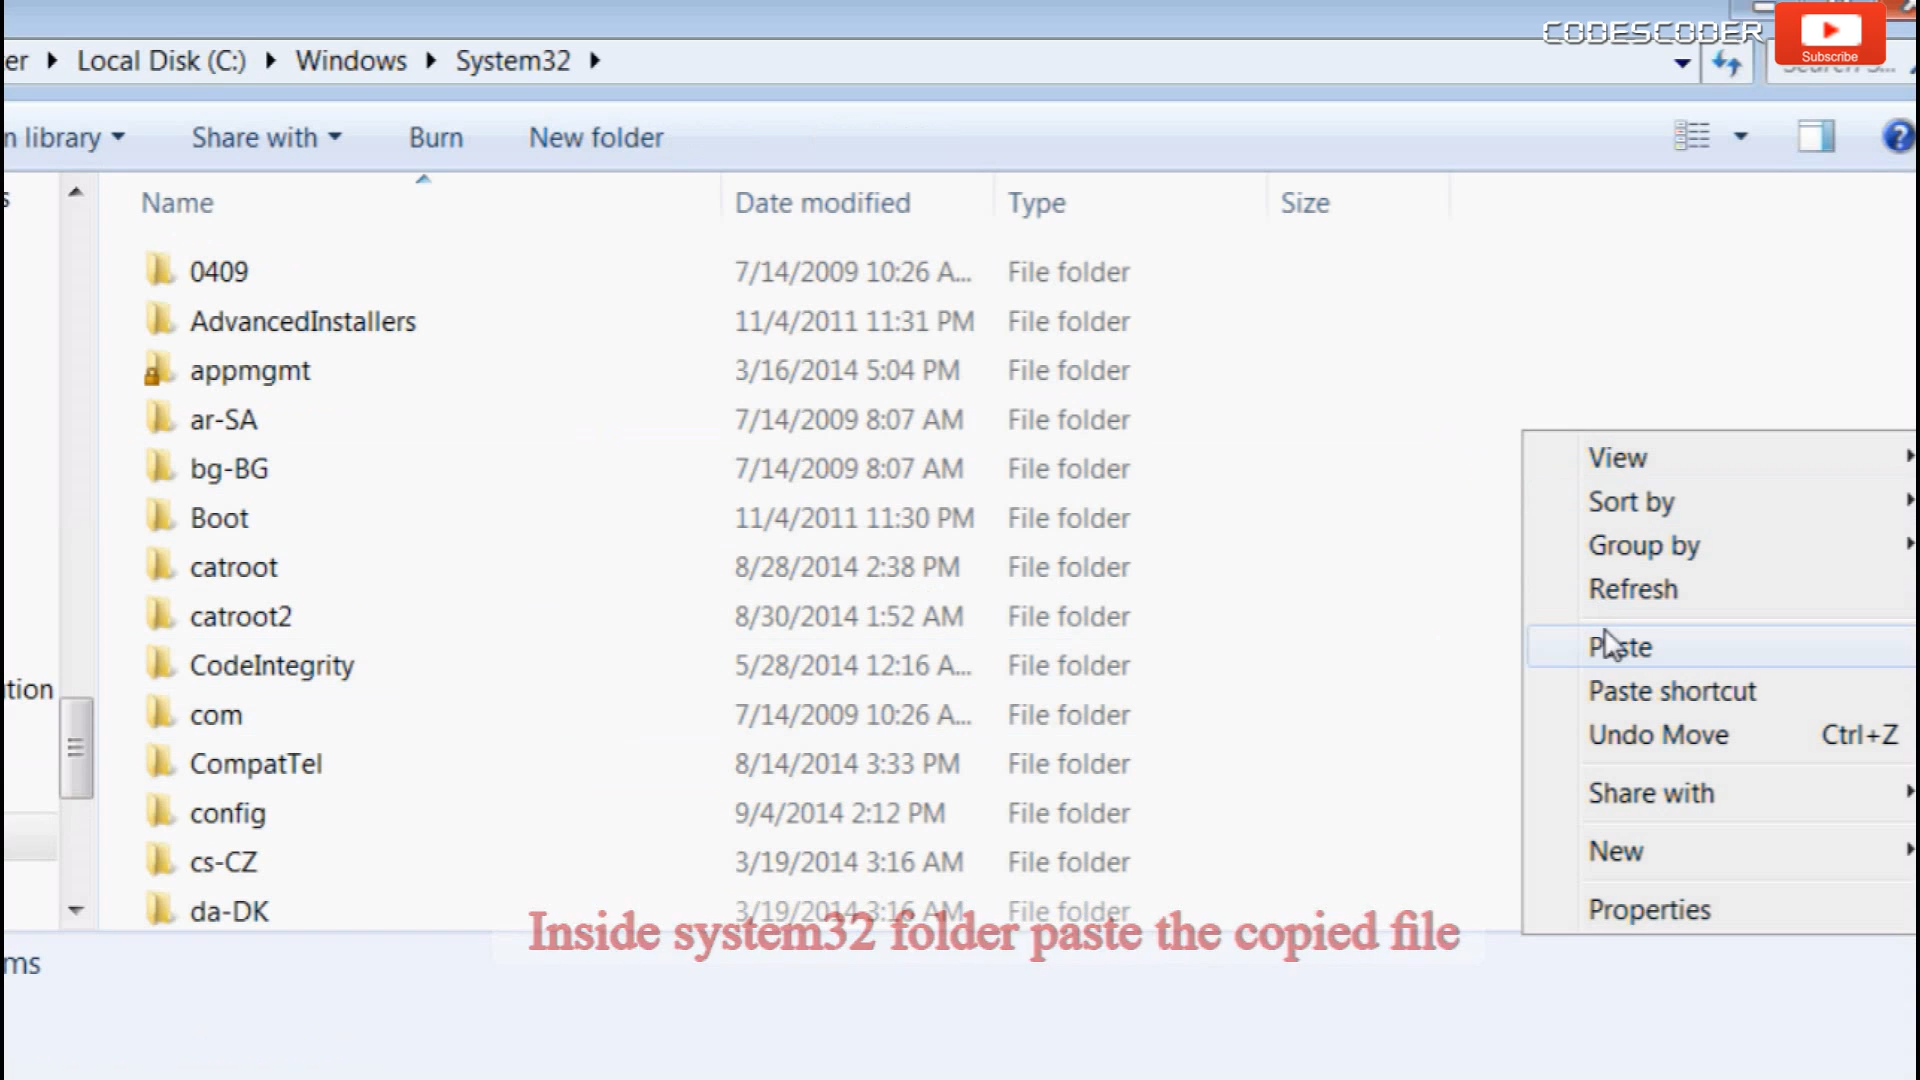 CODESCODER
Subscribe
er Local Disk (C:) Windows System32
n library Share with Burn New folder
Name Date modified Type Size
0409 7/14/2009 10:26 A... File folder
AdvancedInstallers 11/4/2011 11:31 PM File folder
appmgmt 3/16/2014 5:04 PM File folder
ar-SA 7/14/2009 8:07 AM File folder
bg-BG 7/14/2009 8:07 AM File folder
Boot 11/4/2011 11:30 PM File folder
catroot 8/28/2014 2:38 PM File folder
catroot2 8/30/2014 1:52 AM File folder
CodeIntegrity 5/28/2014 12:16 A... File folder
com 7/14/2009 10:26 A... File folder
CompatTel 8/14/2014 3:33 PM File folder
config 9/4/2014 2:12 PM File folder
cs-CZ 3/19/2014 3:16 AM File folder
da-DK 3/19/2014 3:16 AM File folder
tion
ms
View
Sort by
Group by
Refresh
Paste
Paste shortcut
Undo Move Ctrl+Z
Share with
New
Properties
Inside system32 folder paste the copied file